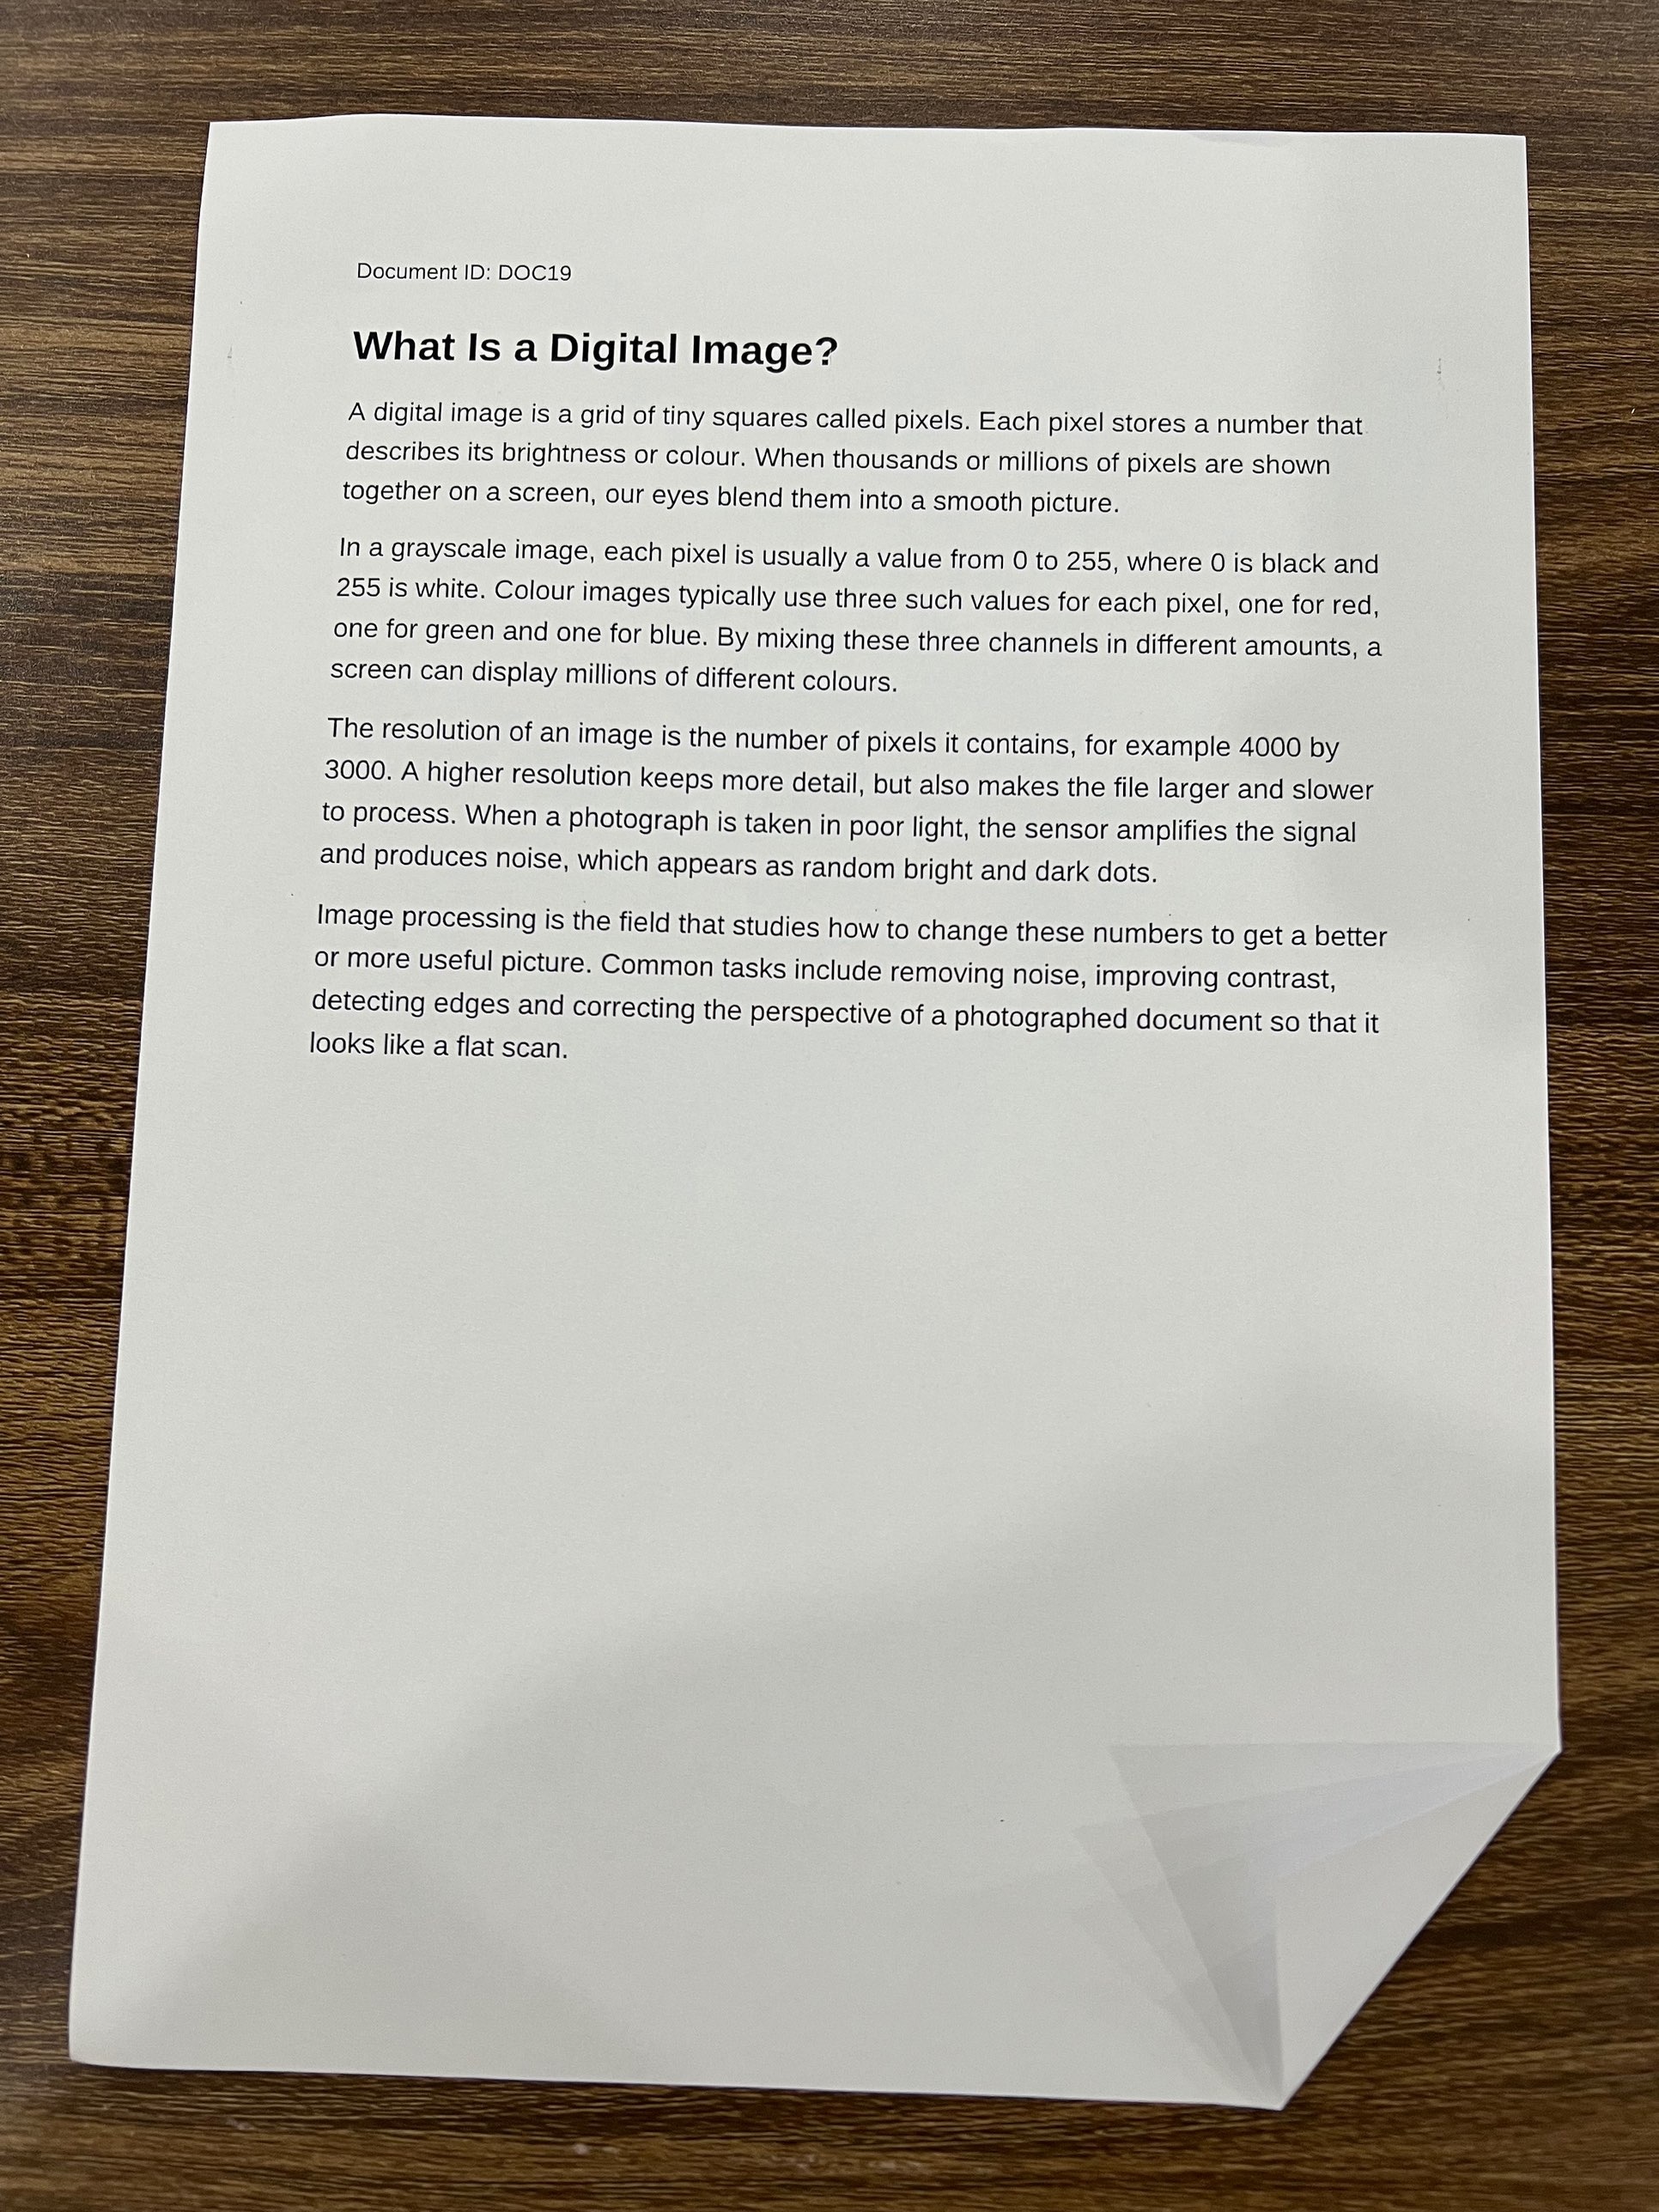 Document ID: DOC19
What Is a Digital Image?
A digital image is a grid of tiny squares called pixels. Each pixel stores a number that
describes its brightness or colour. When thousands or millions of pixels are shown
together on a screen, our eyes blend them into a smooth picture.
In a grayscale image, each pixel is usually a value from 0 to 255, where 0 is black and
255 is white. Colour images typically use three such values for each pixel, one for red,
one for green and one for blue. By mixing these three channels in different amounts, a
screen can display millions of different colours.
The resolution of an image is the number of pixels it contains, for example 4000 by
3000. A higher resolution keeps more detail, but also makes the file larger and slower
to process. When a photograph is taken in poor light, the sensor amplifies the signal
and produces noise, which appears as random bright and dark dots.
Image processing is the field that studies how to change these numbers to get a better
or more useful picture. Common tasks include removing noise, improving contrast,
detecting edges and correcting the perspective of a photographed document so that it
looks like a flat scan.